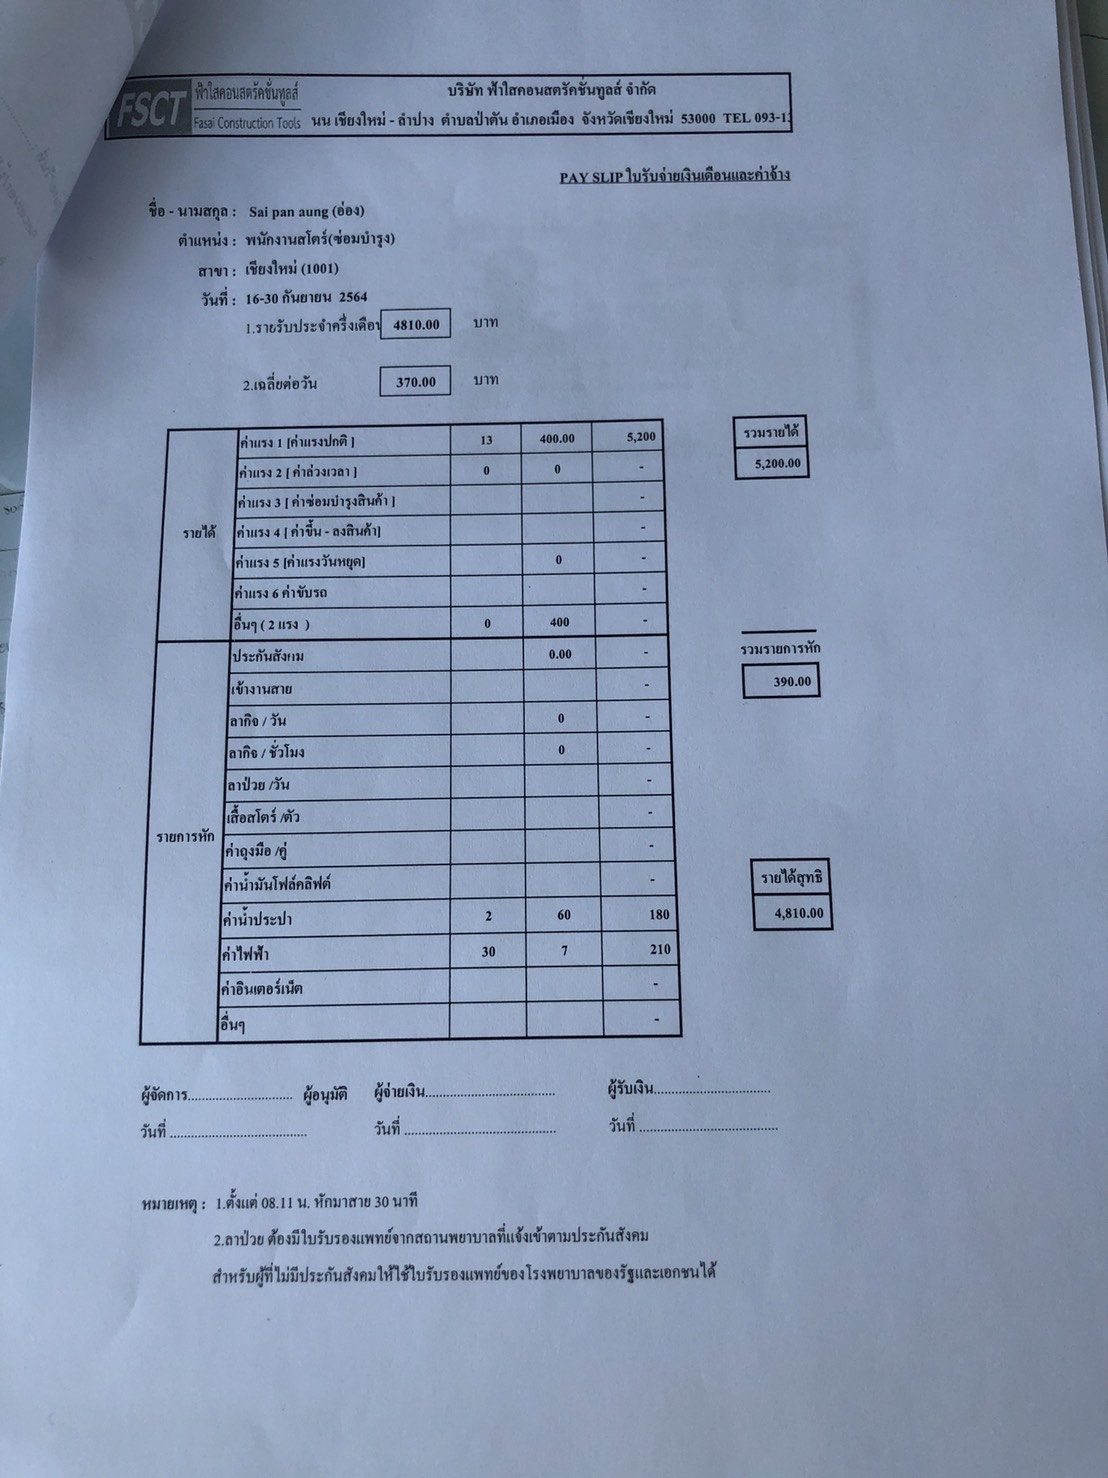 FSCT ฟ้าใสคอนสตรัคชั่นทูลส์ บริษัท ฟ้าใสคอนสตรัคชั่นทูลส์ จำกัด
Fasai Construction Tools นน เชียงใหม่ - ลำปาง ตำบลป่าตัน อำเภอเมือง จังหวัดเชียงใหม่ 53000 TEL 093-13
PAY SLIP ใบรับจ่ายเงินเดือนและค่าจ้าง
ชื่อ - นามสกุล : Sai pan aung (อ่อง)
ตำแหน่ง : พนักงานสโตร์(ซ่อมบำรุง)
สาขา : เชียงใหม่ (1001)
วันที่ : 16-30 กันยายน 2564
1.รายรับประจำครึ่งเดือน 4810.00 บาท
2.เฉลี่ยต่อวัน 370.00 บาท
รายได้
ค่าแรง 1 [ค่าแรงปกติ ] 13 400.00 5,200
ค่าแรง 2 [ ค่าล่วงเวลา ] 0 0 -
ค่าแรง 3 [ ค่าซ่อมบำรุงสินค้า ] -
ค่าแรง 4 [ ค่าขึ้น - ลงสินค้า] -
ค่าแรง 5 [ค่าแรงวันหยุด] 0 -
ค่าแรง 6 ค่าขับรถ -
อื่นๆ ( 2 แรง ) 0 400 -
รวมรายได้
5,200.00
รายการหัก
ประกันสังคม 0.00 -
เข้างานสาย -
ลากิจ / วัน 0 -
ลากิจ / ชั่วโมง 0 -
ลาป่วย /วัน -
เสื้อสโตร์ /ตัว -
ค่าถุงมือ /คู่ -
ค่าน้ำมันโฟล์คลิฟต์ -
ค่าน้ำประปา 2 60 180
ค่าไฟฟ้า 30 7 210
ค่าอินเตอร์เน็ต -
อื่นๆ -
รวมรายการหัก
390.00
รายได้สุทธิ
4,810.00
ผู้จัดการ.............................. ผู้อนุมัติ ผู้จ่ายเงิน..................................... ผู้รับเงิน..................................
วันที่ ....................................... วันที่ ........................................... วันที่ ........................................
หมายเหตุ : 1.ตั้งแต่ 08.11 น. หักมาสาย 30 นาที
2.ลาป่วย ต้องมีใบรับรองแพทย์จากสถานพยาบาลที่แจ้งเข้าตามประกันสังคม
สำหรับผู้ที่ไม่มีประกันสังคมให้ใช้ใบรับรองแพทย์ของโรงพยาบาลของรัฐและเอกชนได้